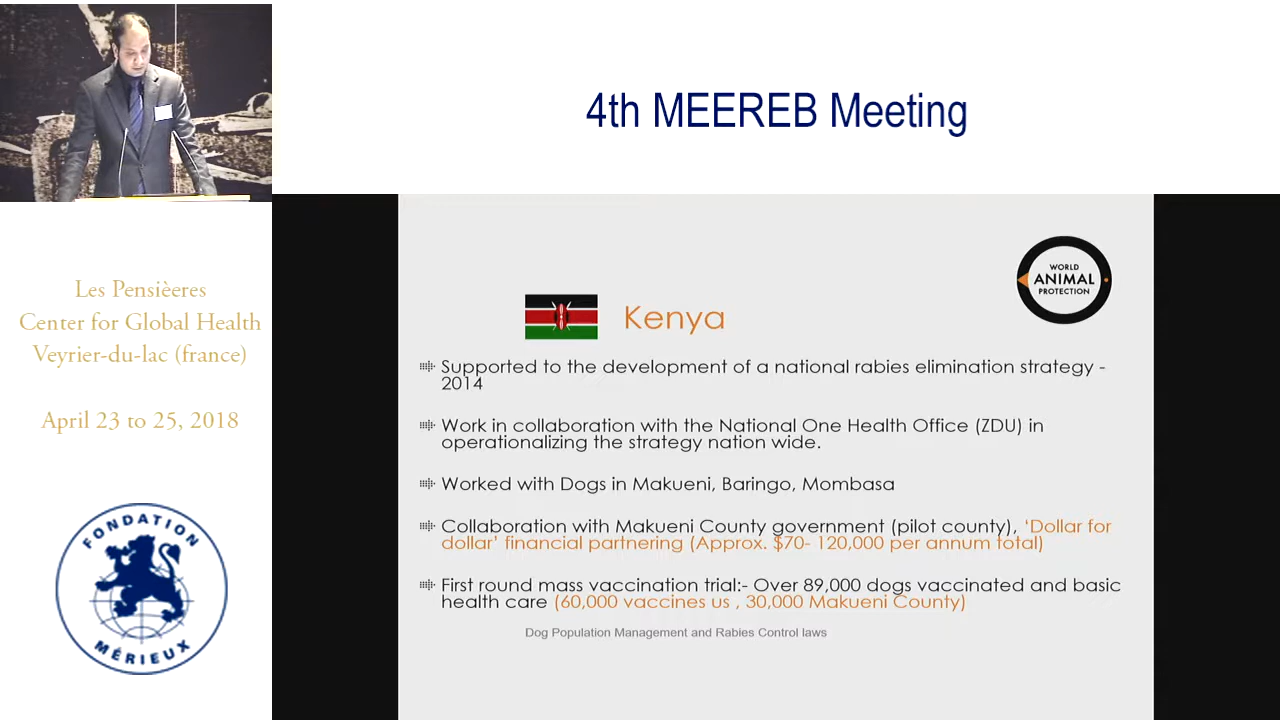 4th MEEREB Meeting
Les Pensièeres
Center for Global Health
Veyrier-du-lac (france)
April 23 to 25, 2018
FONDATION
MÉRIEUX
WORLD
ANIMAL
PROTECTION
Kenya
Supported to the development of a national rabies elimination strategy -
2014
Work in collaboration with the National One Health Office (ZDU) in
operationalizing the strategy nation wide.
Worked with Dogs in Makueni, Baringo, Mombasa
Collaboration with Makueni County government (pilot county), ‘Dollar for
dollar’ financial partnering (Approx. $70- 120,000 per annum total)
First round mass vaccination trial:- Over 89,000 dogs vaccinated and basic
health care (60,000 vaccines us , 30,000 Makueni County)
Dog Population Management and Rabies Control laws